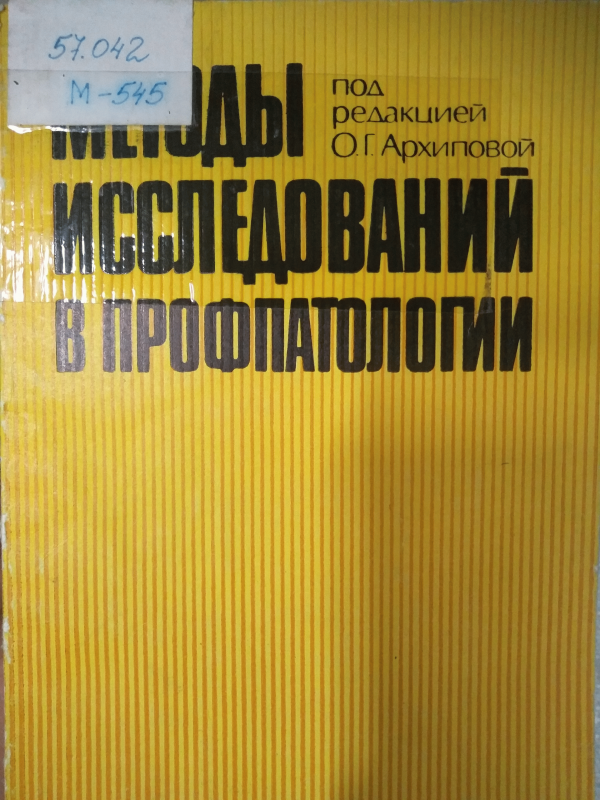 57.042
М-545
МЕТОДЫ
под
редакцией
О.Г. Архиповой
ИССЛЕДОВАНИЙ
В ПРОФПАТОЛОГИИ